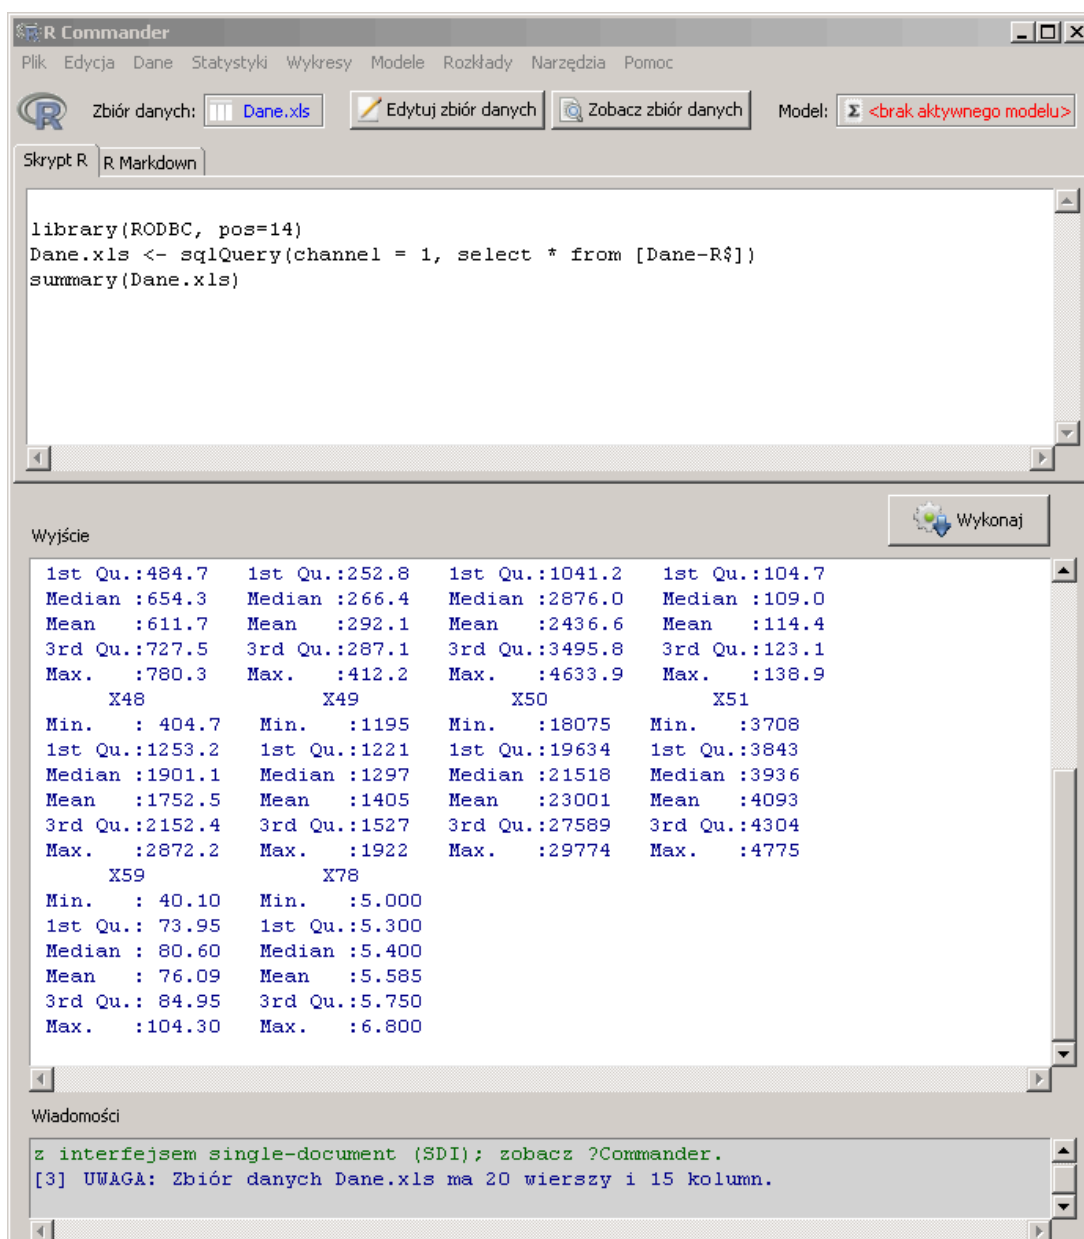 R Commander
Plik Edycja Dane Statystyki Wykresy Modele Rozkłady Narzędzia Pomoc
R Zbiór danych: Dane.xls Edytuj zbiór danych Zobacz zbiór danych Model: Σ <brak aktywnego modelu>
Skrypt R R Markdown
library(RODBC, pos=14)
Dane.xls <- sqlQuery(channel = 1, select * from [Dane-R$])
summary(Dane.xls)
Wykonaj
Wyjście
1st Qu.:484.7 1st Qu.:252.8 1st Qu.:1041.2 1st Qu.:104.7
Median :654.3 Median :266.4 Median :2876.0 Median :109.0
Mean :611.7 Mean :292.1 Mean :2436.6 Mean :114.4
3rd Qu.:727.5 3rd Qu.:287.1 3rd Qu.:3495.8 3rd Qu.:123.1
Max. :780.3 Max. :412.2 Max. :4633.9 Max. :138.9
X48 X49 X50 X51
Min. : 404.7 Min. :1195 Min. :18075 Min. :3708
1st Qu.:1253.2 1st Qu.:1221 1st Qu.:19634 1st Qu.:3843
Median :1901.1 Median :1297 Median :21518 Median :3936
Mean :1752.5 Mean :1405 Mean :23001 Mean :4093
3rd Qu.:2152.4 3rd Qu.:1527 3rd Qu.:27589 3rd Qu.:4304
Max. :2872.2 Max. :1922 Max. :29774 Max. :4775
X59 X78
Min. : 40.10 Min. :5.000
1st Qu.: 73.95 1st Qu.:5.300
Median : 80.60 Median :5.400
Mean : 76.09 Mean :5.585
3rd Qu.: 84.95 3rd Qu.:5.750
Max. :104.30 Max. :6.800
Wiadomości
z interfejsem single-document (SDI); zobacz ?Commander.
[3] UWAGA: Zbiór danych Dane.xls ma 20 wierszy i 15 kolumn.